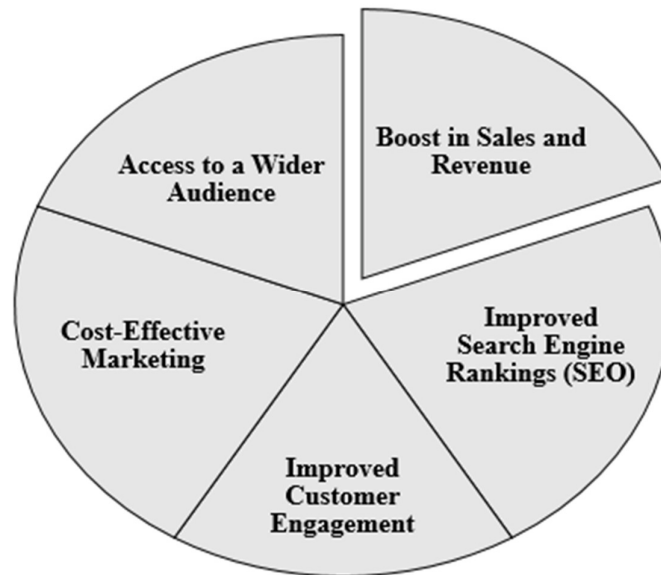 Boost in Sales and
Revenue
Improved
Search Engine
Rankings (SEO)
Improved
Customer
Engagement
Cost-Effective
Marketing
Access to a Wider
Audience